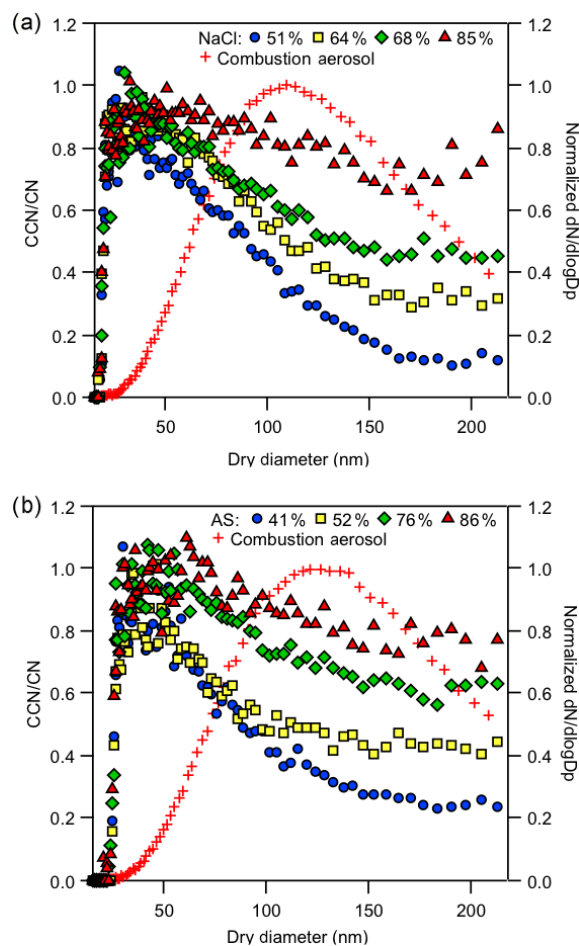 (a)
NaCl: 51 % 64 % 68 % 85 %
Combustion aerosol
1.2
1.0
0.8
0.6
0.4
0.2
0.0
CCN/CN
1.2
1.0
0.8
0.6
0.4
0.2
0.0
Normalized dN/dlogDp
50 100 150 200
Dry diameter (nm)
(b)
AS: 41 % 52 % 76 % 86 %
Combustion aerosol
1.2
1.0
0.8
0.6
0.4
0.2
0.0
CCN/CN
1.2
1.0
0.8
0.6
0.4
0.2
0.0
Normalized dN/dlogDp
50 100 150 200
Dry diameter (nm)